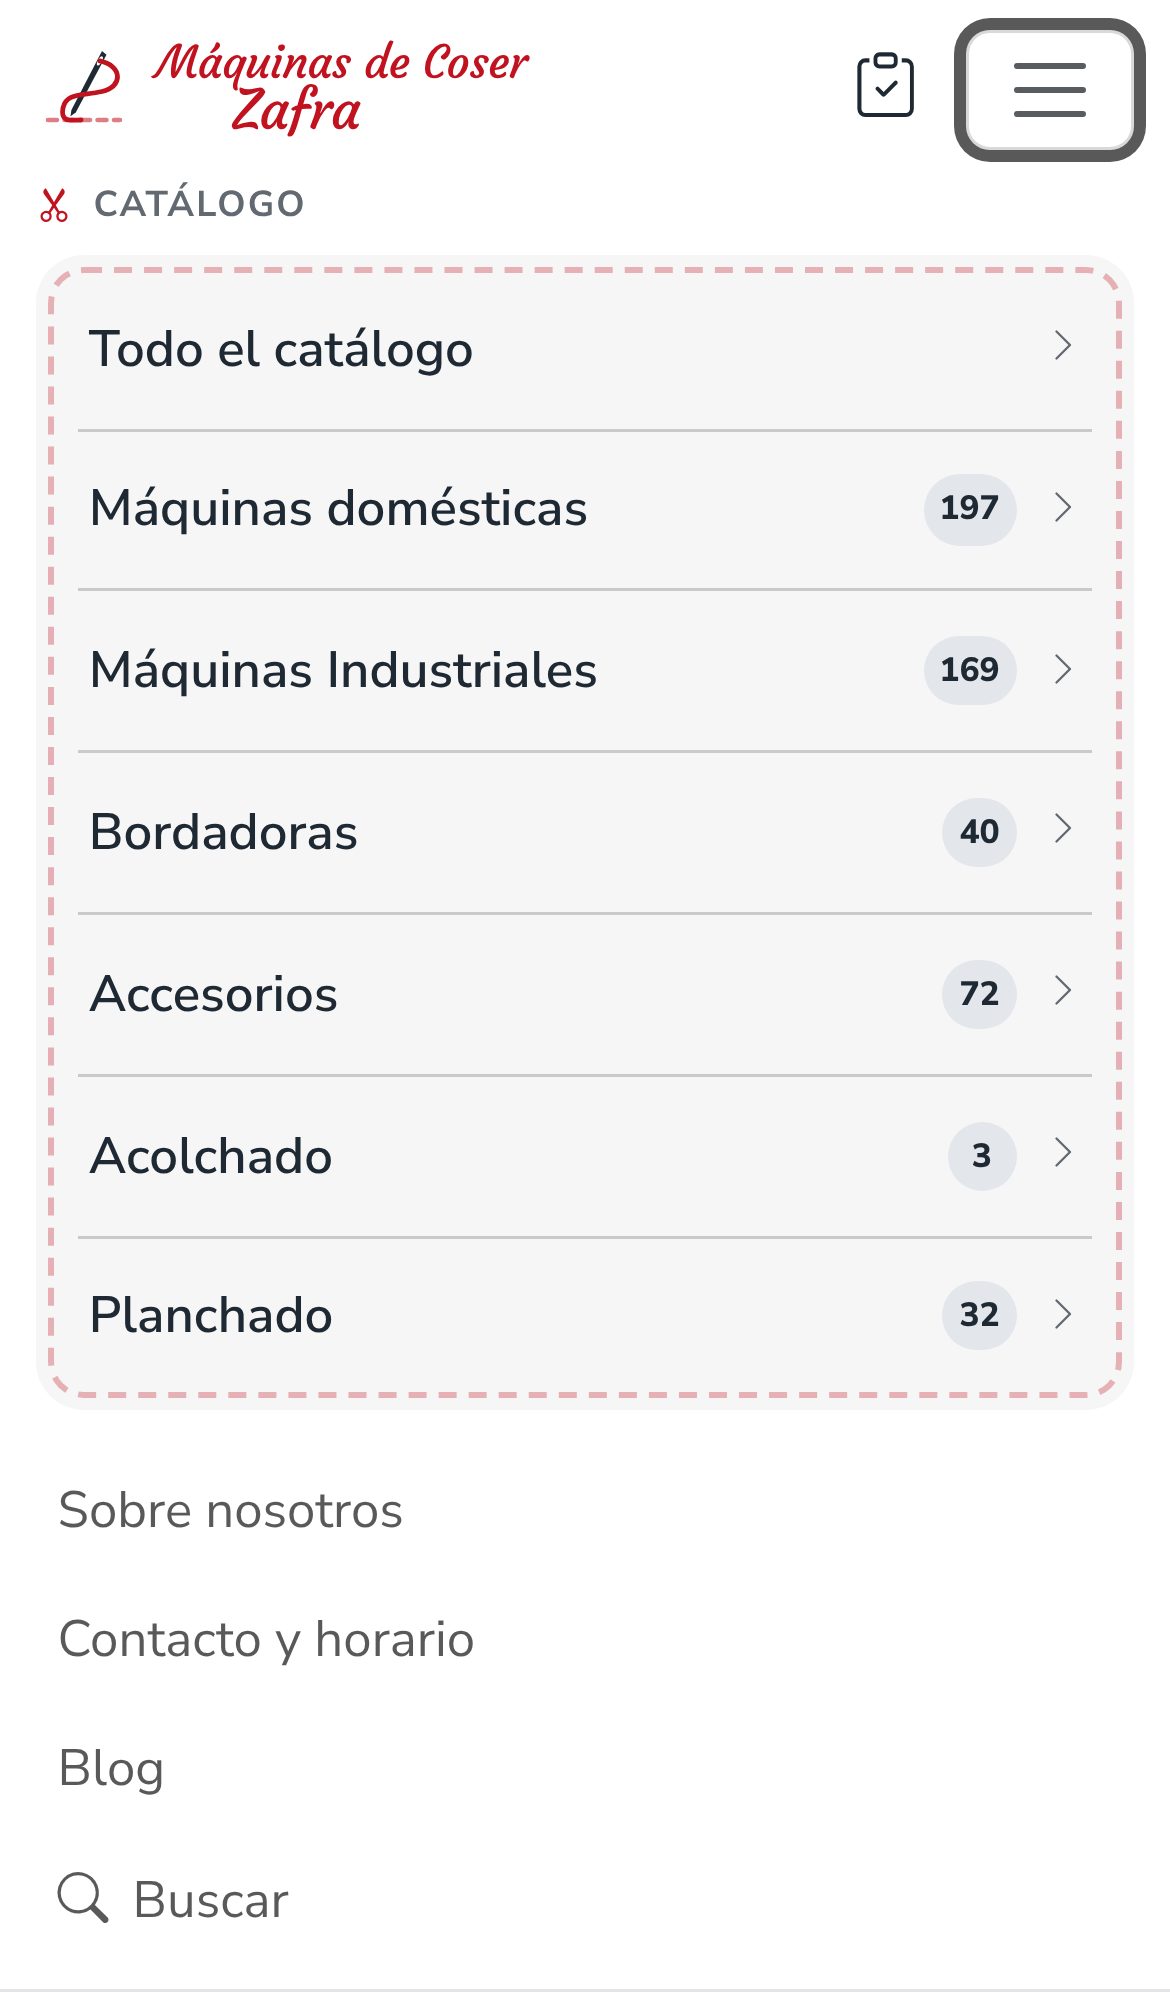 Máquinas de Coser
Zafra
CATÁLOGO
Todo el catálogo
Máquinas domésticas 197
Máquinas Industriales 169
Bordadoras 40
Accesorios 72
Acolchado 3
Planchado 32
Sobre nosotros
Contacto y horario
Blog
Buscar